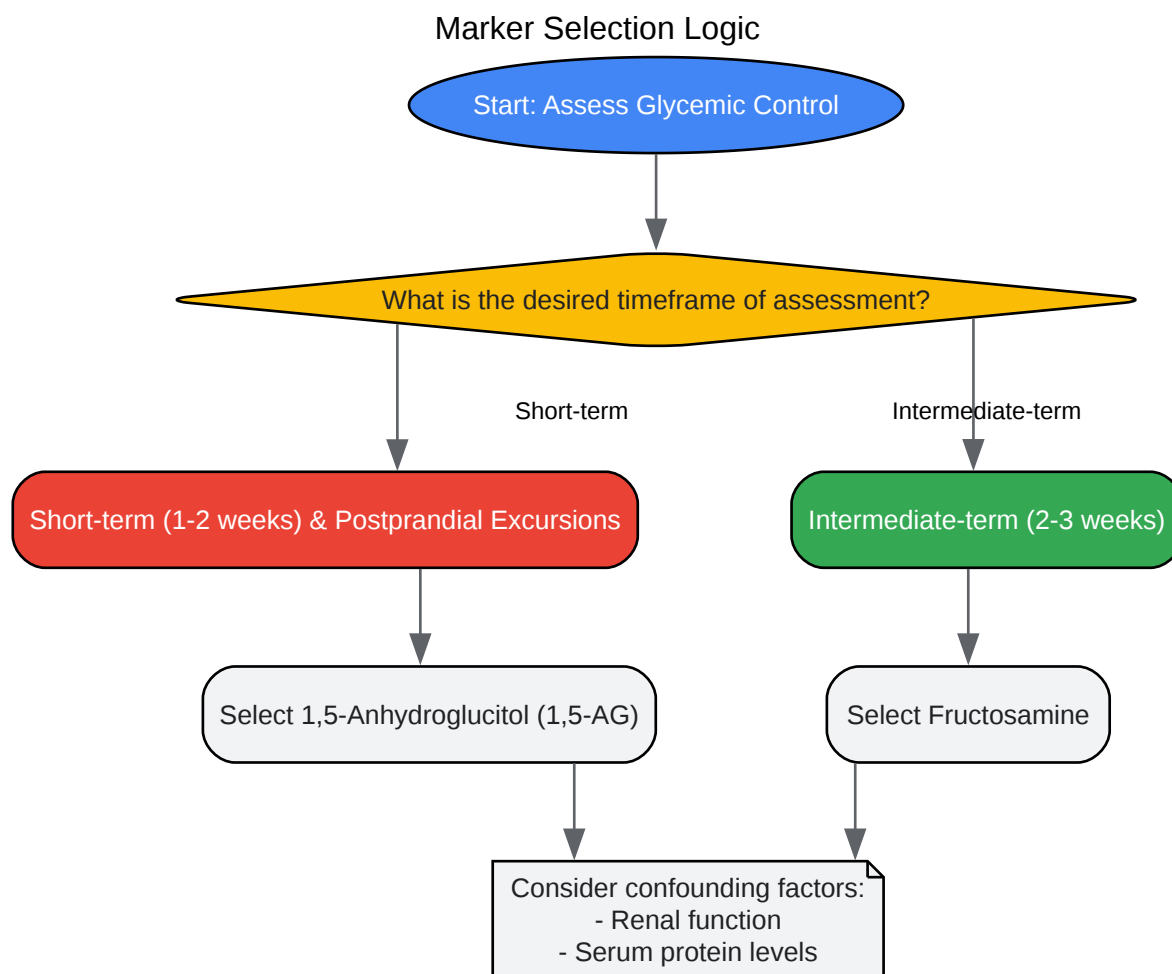 Marker Selection Logic
Start: Assess Glycemic Control
What is the desired timeframe of assessment?
Short-term
Intermediate-term
Short-term (1-2 weeks) & Postprandial Excursions
Intermediate-term (2-3 weeks)
Select 1,5-Anhydroglucitol (1,5-AG)
Select Fructosamine
Consider confounding factors:
- Renal function
- Serum protein levels